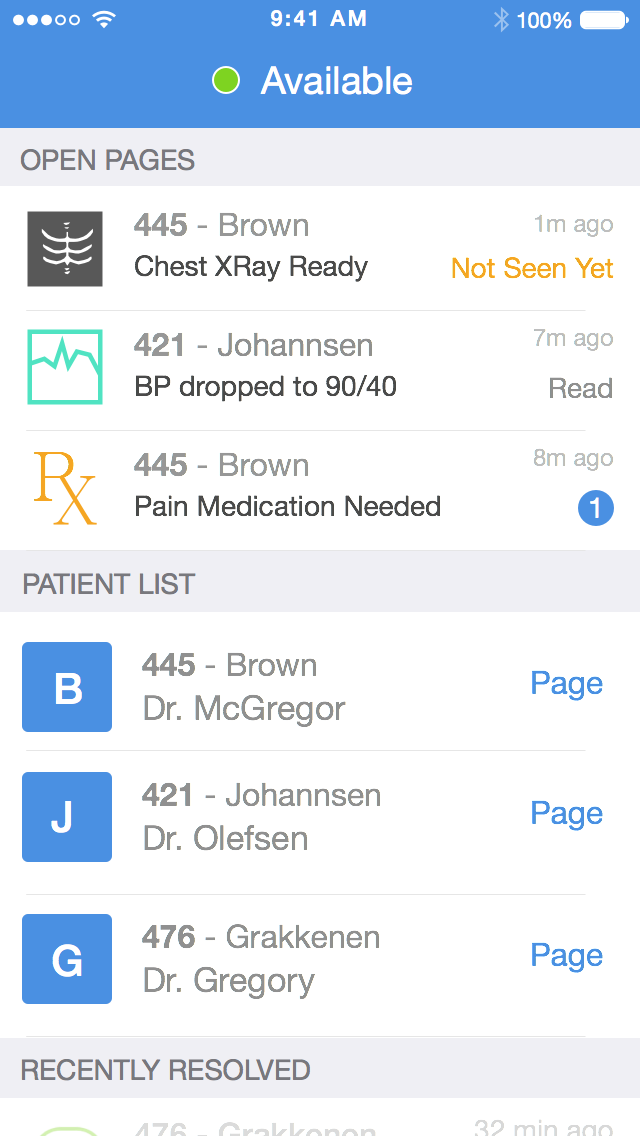 9:41 AM 100%
Available
OPEN PAGES
445 - Brown 1m ago
Chest XRay Ready Not Seen Yet
421 - Johannsen 7m ago
BP dropped to 90/40 Read
Rx 445 - Brown 8m ago
Pain Medication Needed 1
PATIENT LIST
B 445 - Brown Page
Dr. McGregor
J 421 - Johannsen Page
Dr. Olefsen
G 476 - Grakkenen Page
Dr. Gregory
RECENTLY RESOLVED
476 - Grakkenen 32 min ago